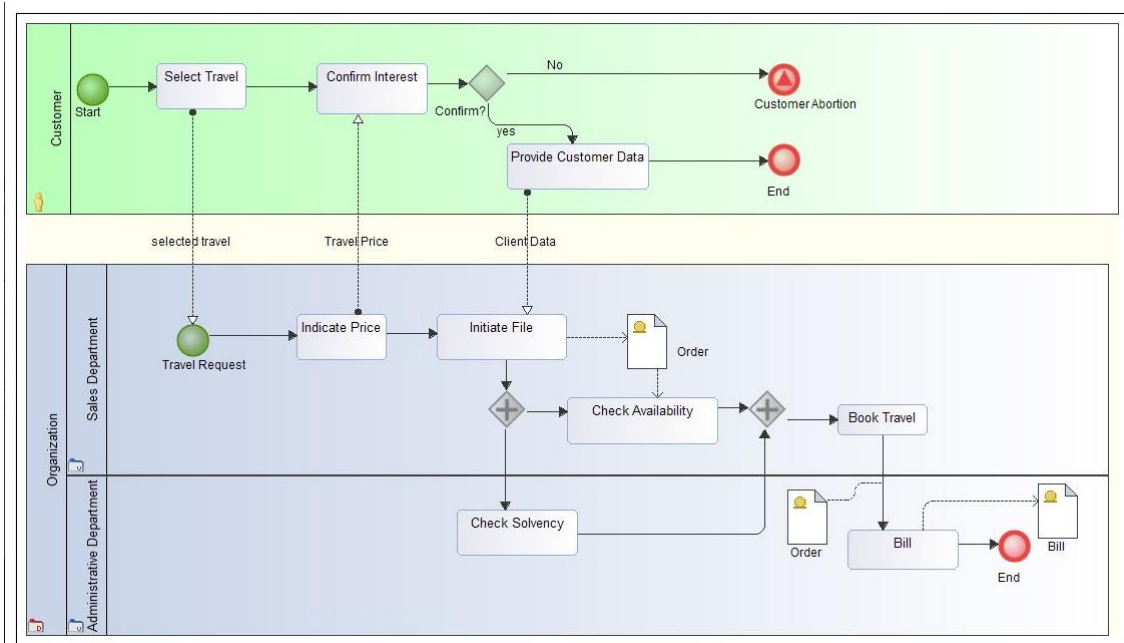 Customer
Start
Select Travel
Confirm Interest
Confirm?
No
yes
Customer Abortion
Provide Customer Data
End
selected travel
Travel Price
Client Data
Organization
Sales Department
Travel Request
Indicate Price
Initiate File
Order
Check Availability
Book Travel
Administrative Department
Check Solvency
Order
Bill
End
Bill